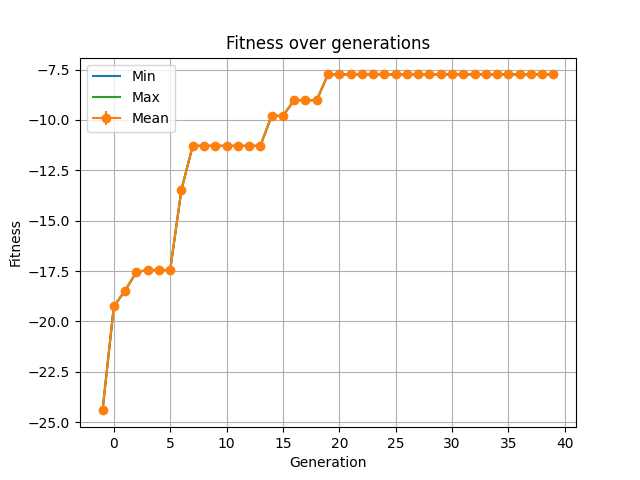 Fitness over generations
Min
Max
Mean
Fitness
−7.5
−10.0
−12.5
−15.0
−17.5
−20.0
−22.5
−25.0
0 5 10 15 20 25 30 35 40
Generation